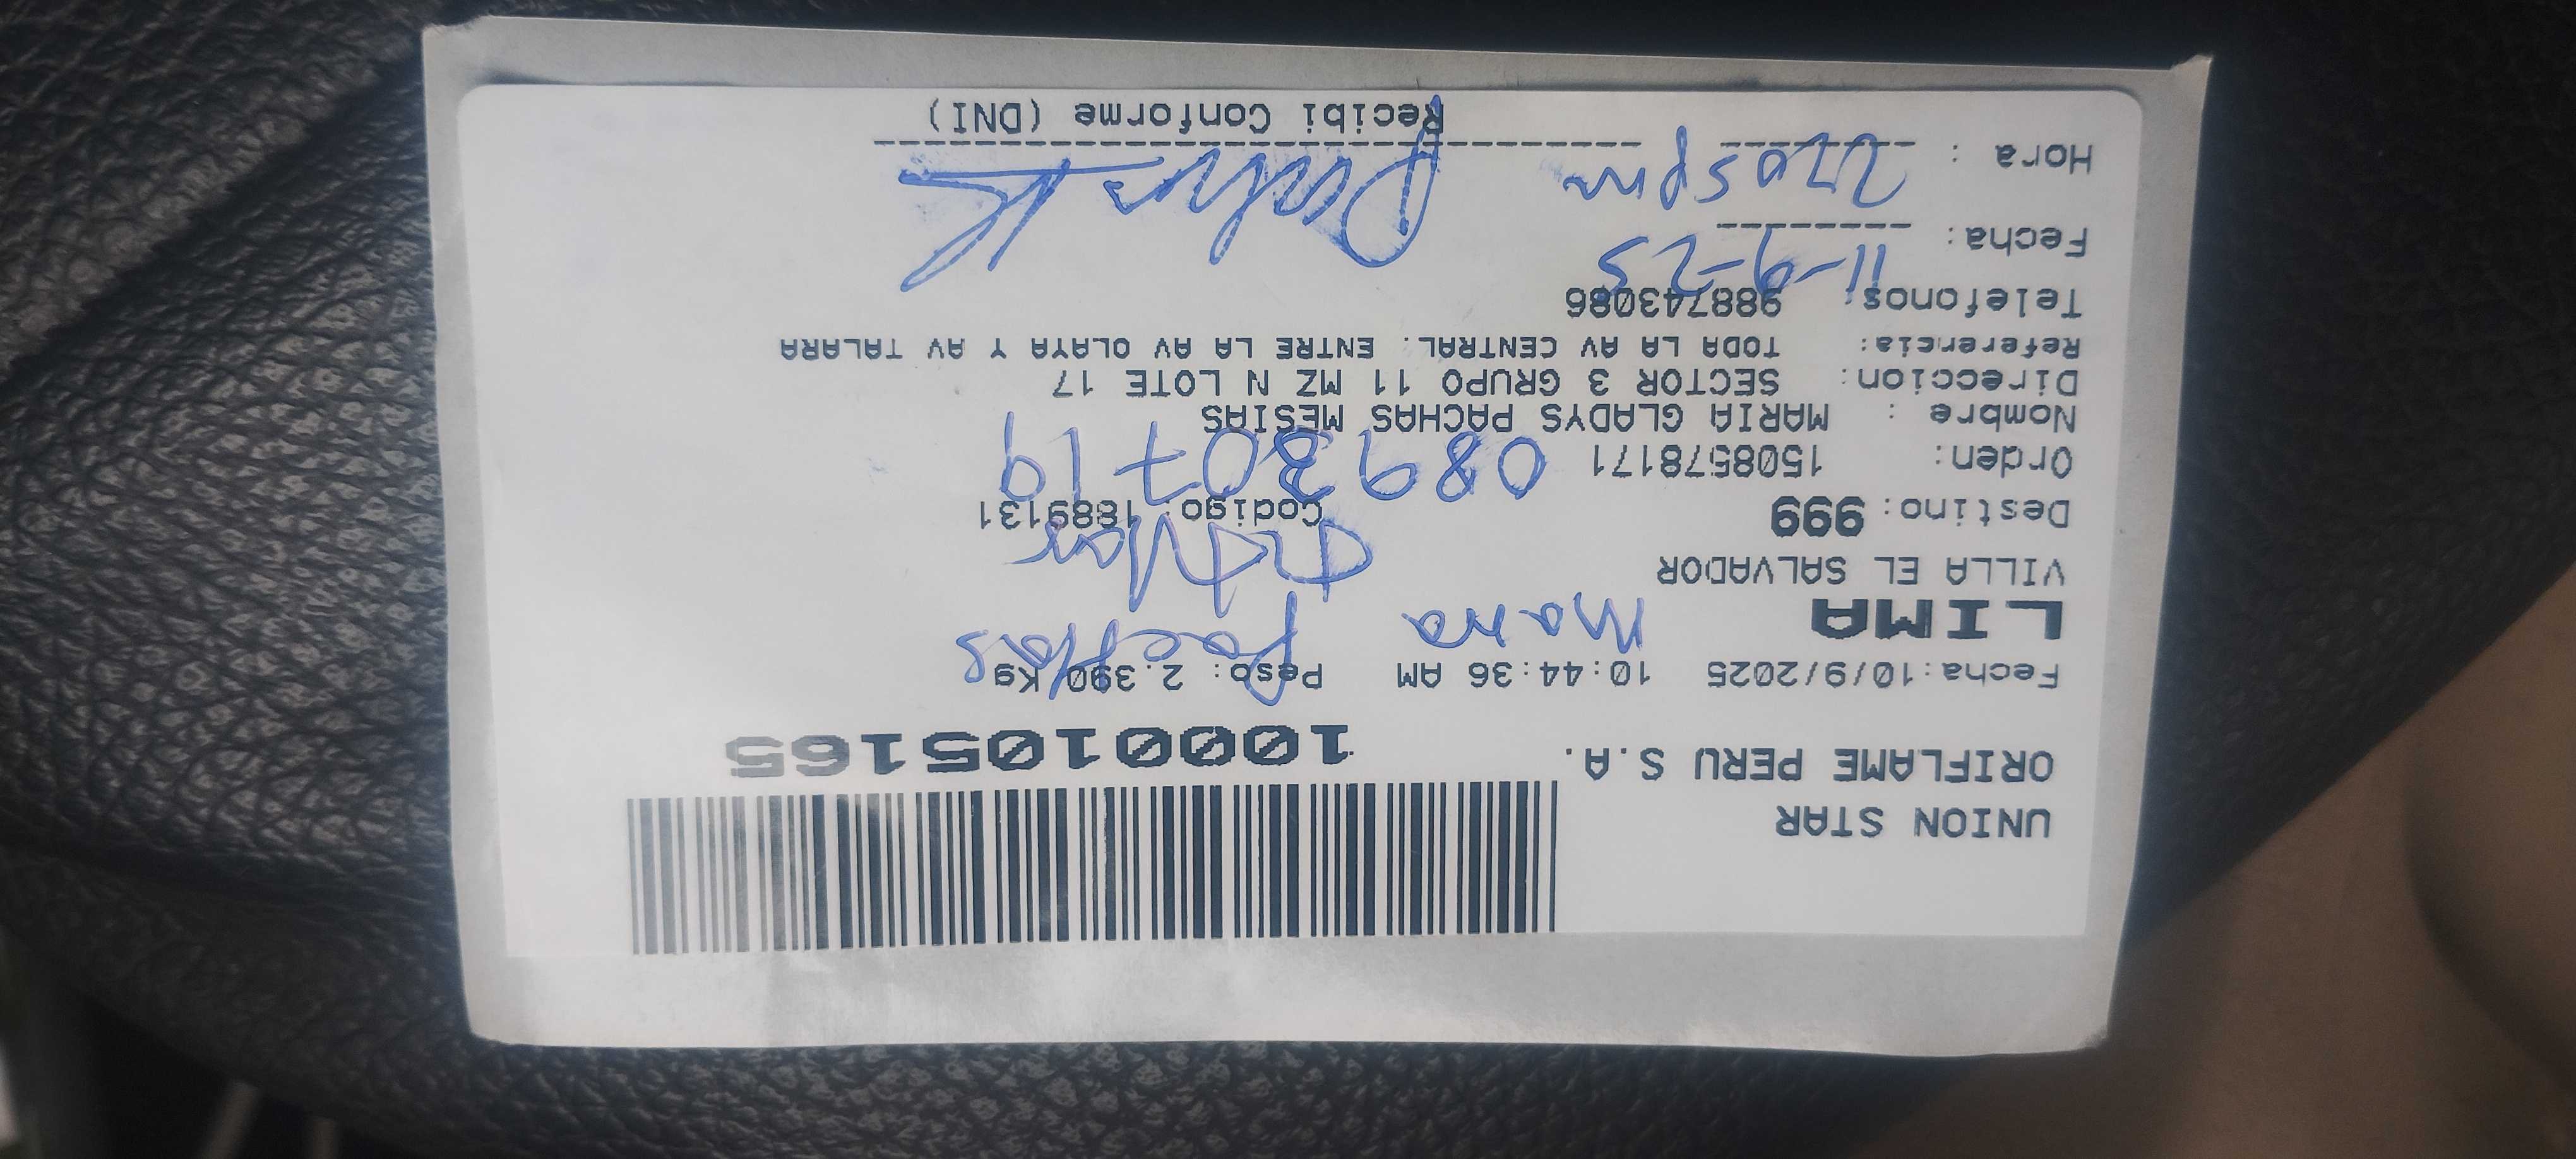 UNION STAR
ORIFLAME PERU S.A.
1000105165
Fecha:10/9/2025 10:44:36 AM Peso: 2.390 Kg
Maria Pachas
LIMA
VILLA EL SALVADOR
Destino: 999 Codigo: 1889131
Orden: 1508578171
08930719
Nombre : MARIA GLADYS PACHAS MESIAS
Direccion: SECTOR 3 GRUPO 11 MZ N LOTE 17
Referencia: TODA LA AV CENTRAL. ENTRE LA AV OLAYA Y AV TALARA
Telefonos: 988743086
Fecha: 11-9-25
Hora :
Recibi Conforme (DNI)